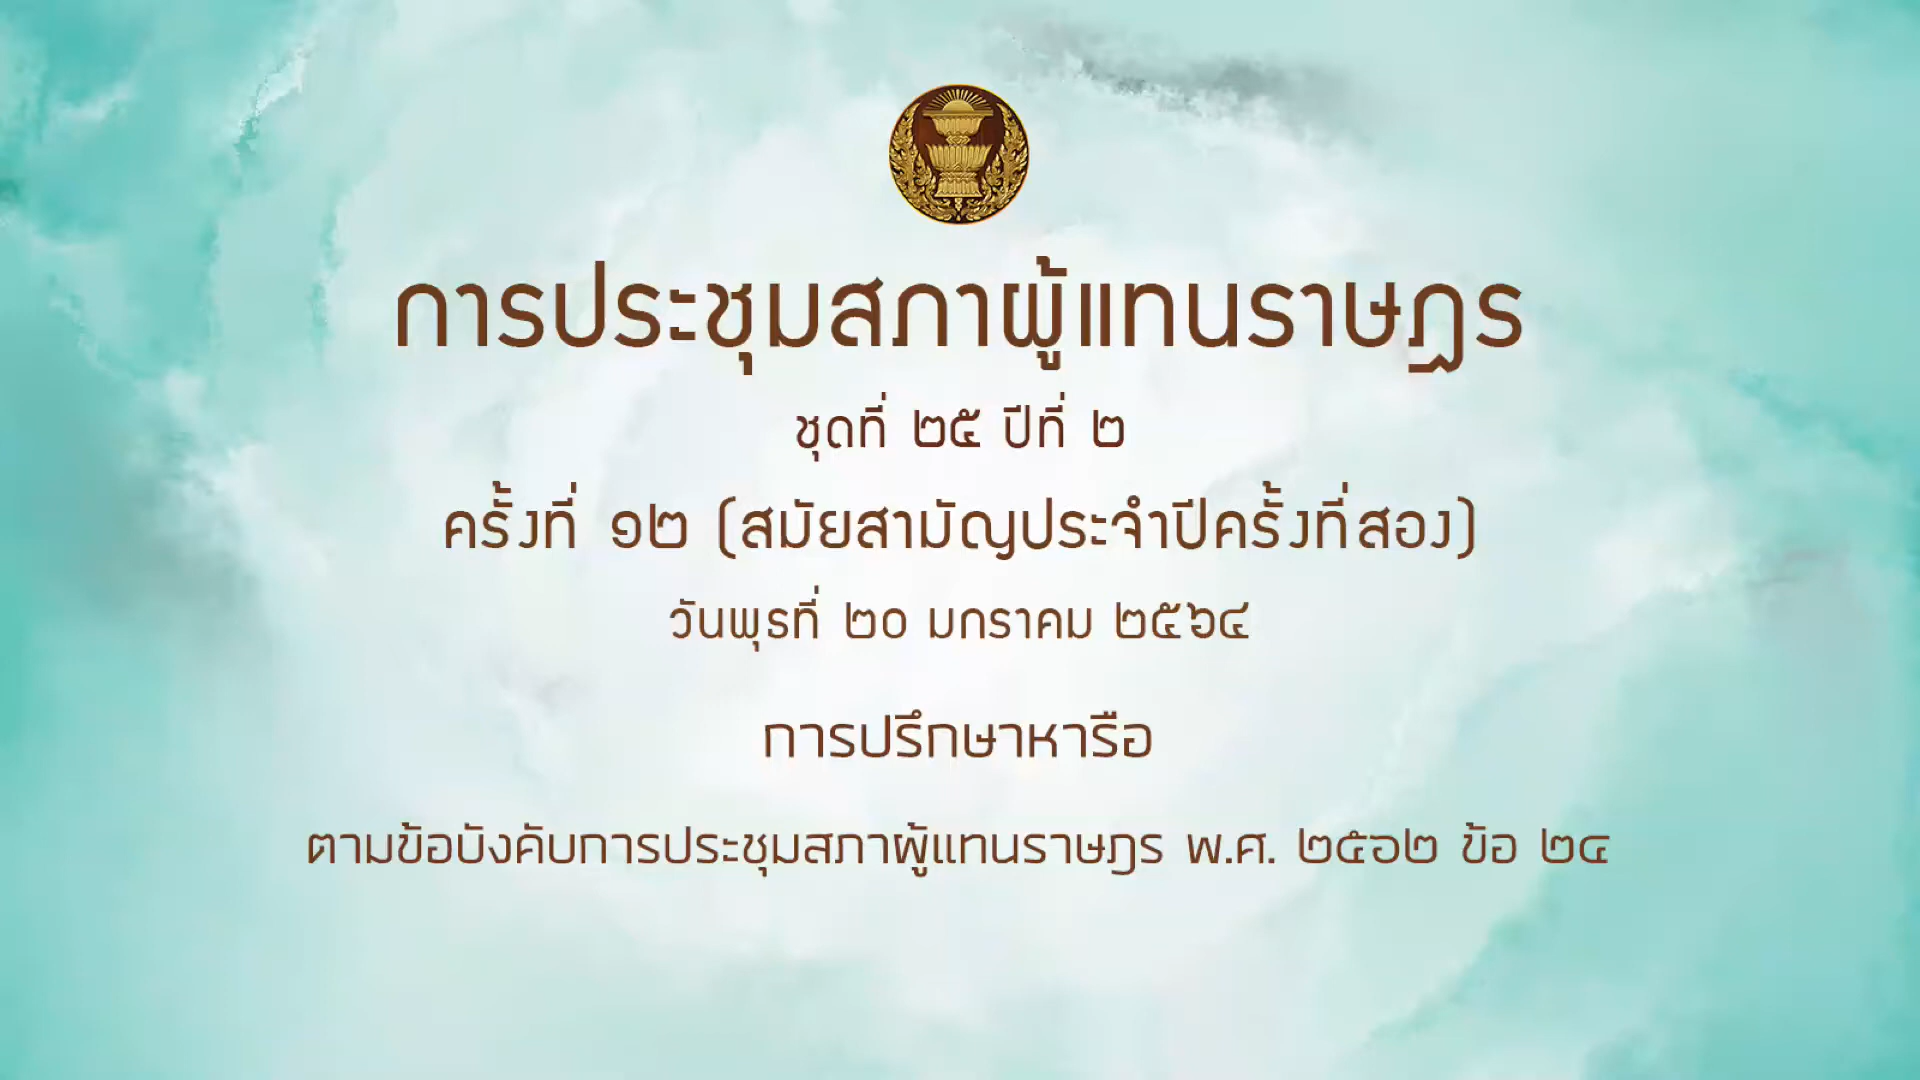 การประชุมสภาผู้แทนราษฎร
ชุดที่ ๒๕ ปีที่ ๒
ครั้งที่ ๑๒ (สมัยสามัญประจำปีครั้งที่สอง)
วันพุธที่ ๒๐ มกราคม ๒๕๖๔
การปรึกษาหารือ
ตามข้อบังคับการประชุมสภาผู้แทนราษฎร พ.ศ. ๒๕๖๒ ข้อ ๒๔